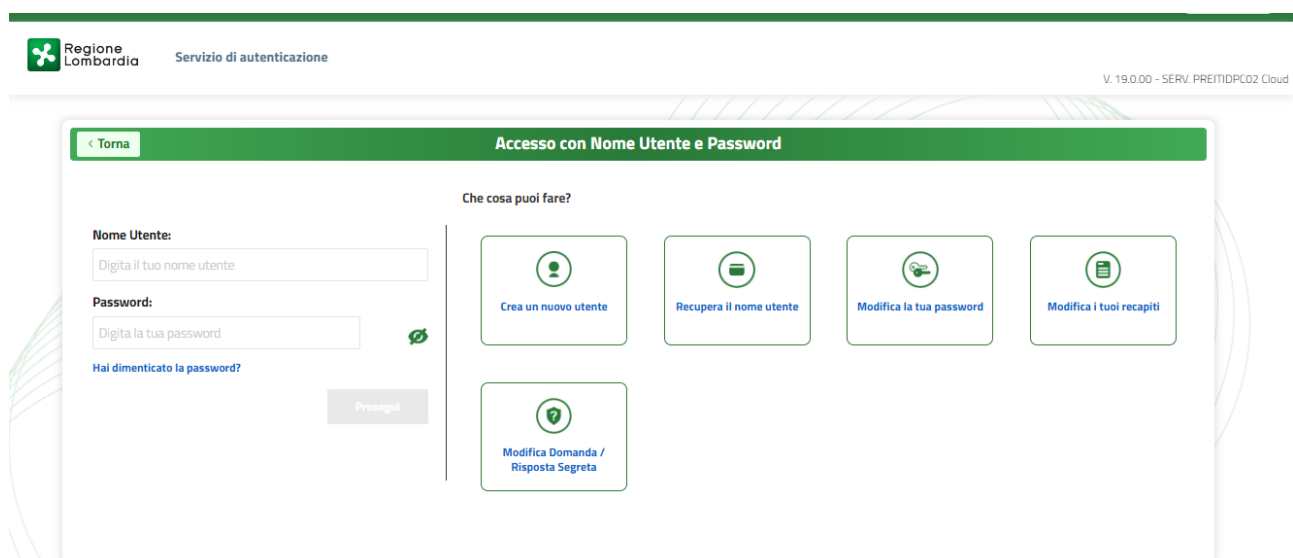 Regione
Lombardia
Servizio di autenticazione
V. 19.0.00 - SERV. PREITIDPC02 Cloud
< Torna
Accesso con Nome Utente e Password
Che cosa puoi fare?
Nome Utente:
Digita il tuo nome utente
Password:
Digita la tua password
Hai dimenticato la password?
Prosegui
Crea un nuovo utente
Recupera il nome utente
Modifica la tua password
Modifica i tuoi recapiti
Modifica Domanda /
Risposta Segreta